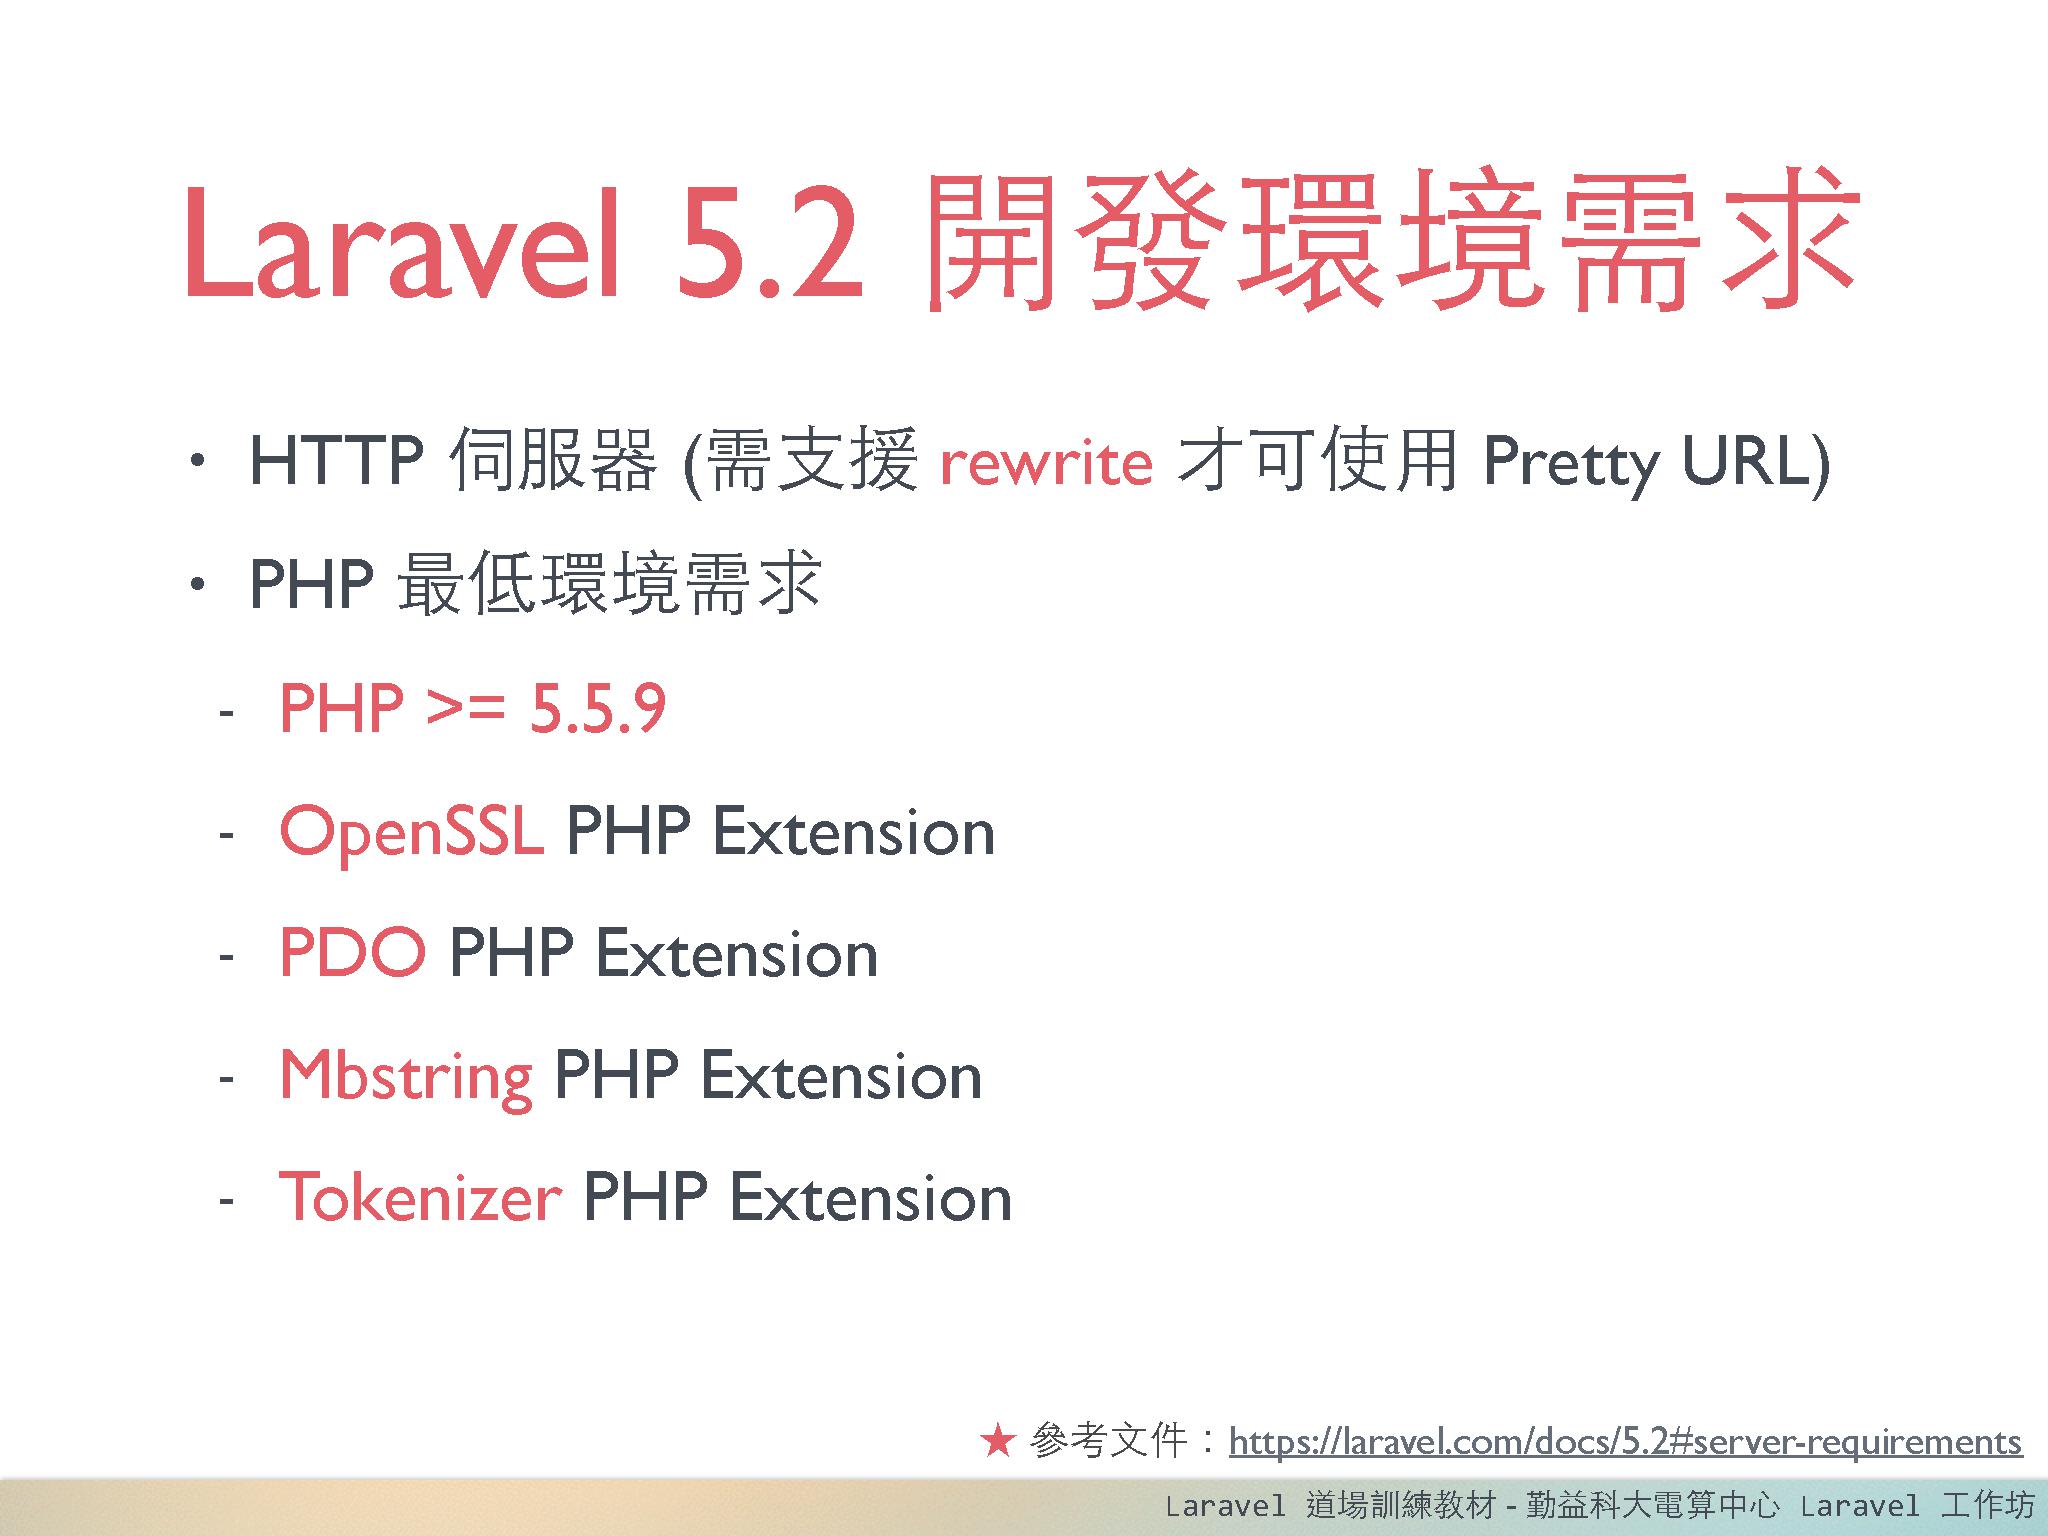 Laravel 5.2 開發環境需求
• HTTP 伺服器 (需支援 rewrite 才可使用 Pretty URL)
• PHP 最低環境需求
- PHP >= 5.5.9
- OpenSSL PHP Extension
- PDO PHP Extension
- Mbstring PHP Extension
- Tokenizer PHP Extension
★ 參考文件：https://laravel.com/docs/5.2#server-requirements
Laravel 道場訓練教材 - 勤益科大電算中心 Laravel 工作坊